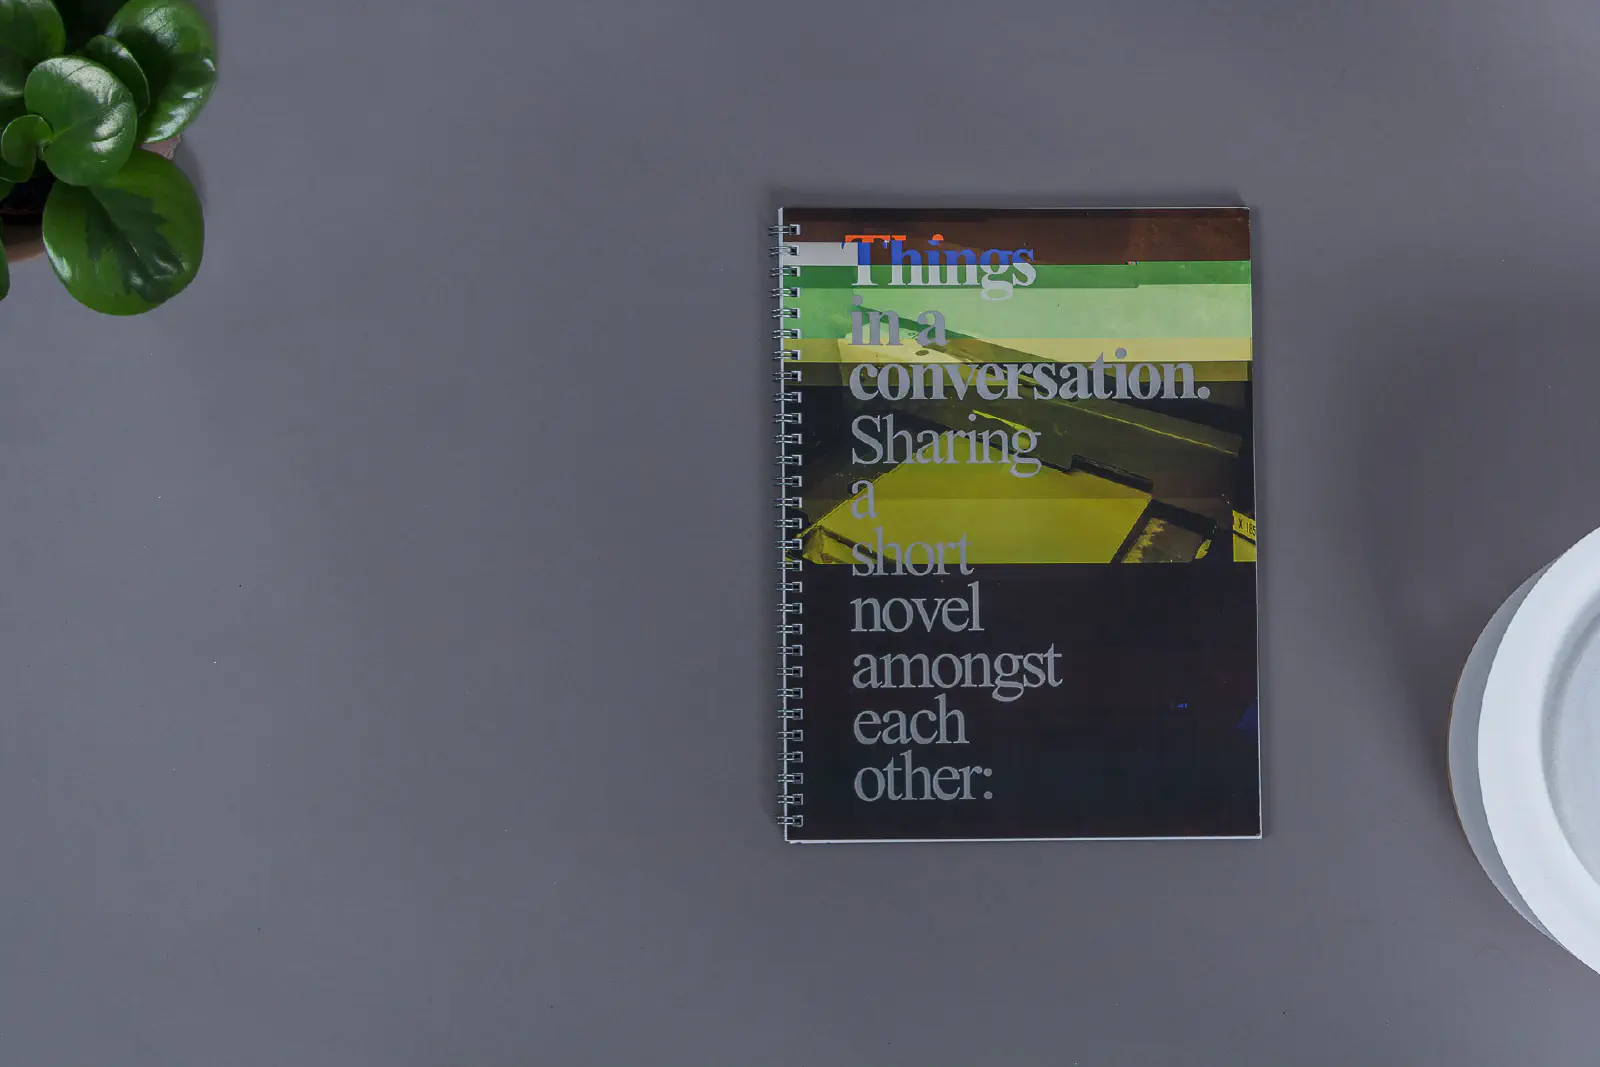 Things
in a
conversation.
Sharing
a
short
novel
amongst
each
other: